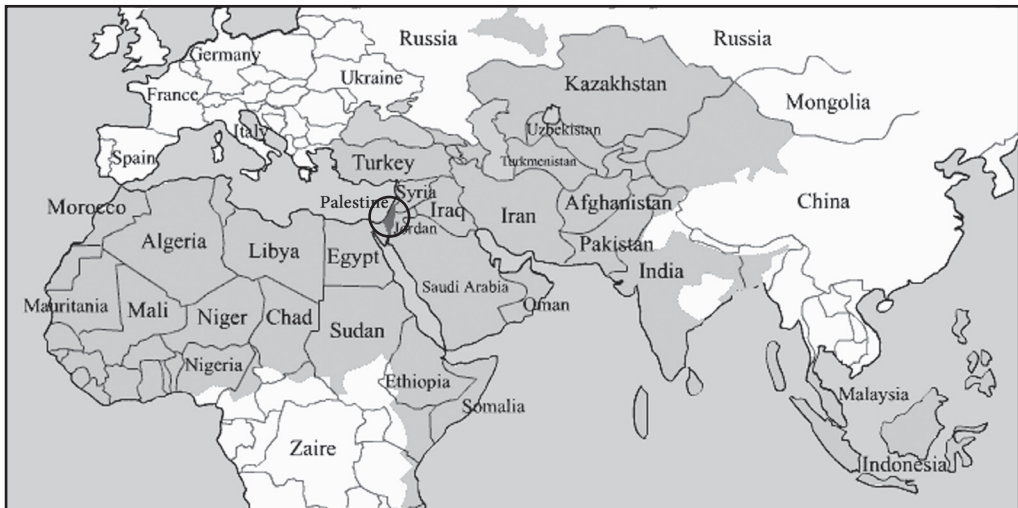 Russia
Russia
Germany
Ukraine
Kazakhstan
France
Mongolia
Italy
Uzbekistan
Spain
Turkey
Turkmenistan
Syria
Palestine
Morocco
Iraq
Iran
Afghanistan
China
Jordan
Algeria
Libya
Egypt
Pakistan
India
Saudi Arabia
Oman
Mauritania
Mali
Niger
Chad
Sudan
Nigeria
Ethiopia
Malaysia
Somalia
Zaire
Indonesia